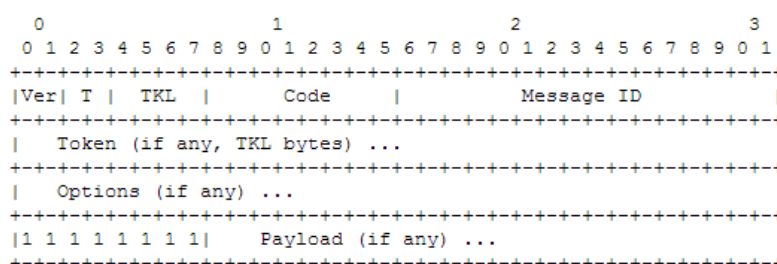 0                   1                   2                   3
 0 1 2 3 4 5 6 7 8 9 0 1 2 3 4 5 6 7 8 9 0 1 2 3 4 5 6 7 8 9 0 1
+-+-+-+-+-+-+-+-+-+-+-+-+-+-+-+-+-+-+-+-+-+-+-+-+-+-+-+-+-+-+-+-
|Ver| T |  TKL  |      Code     |          Message ID           |
+-+-+-+-+-+-+-+-+-+-+-+-+-+-+-+-+-+-+-+-+-+-+-+-+-+-+-+-+-+-+-+-
|   Token (if any, TKL bytes) ...
+-+-+-+-+-+-+-+-+-+-+-+-+-+-+-+-+-+-+-+-+-+-+-+-+-+-+-+-+-+-+-+-
|   Options (if any) ...
+-+-+-+-+-+-+-+-+-+-+-+-+-+-+-+-+-+-+-+-+-+-+-+-+-+-+-+-+-+-+-+-
|1 1 1 1 1 1 1 1|    Payload (if any) ...
+-+-+-+-+-+-+-+-+-+-+-+-+-+-+-+-+-+-+-+-+-+-+-+-+-+-+-+-+-+-+-+-